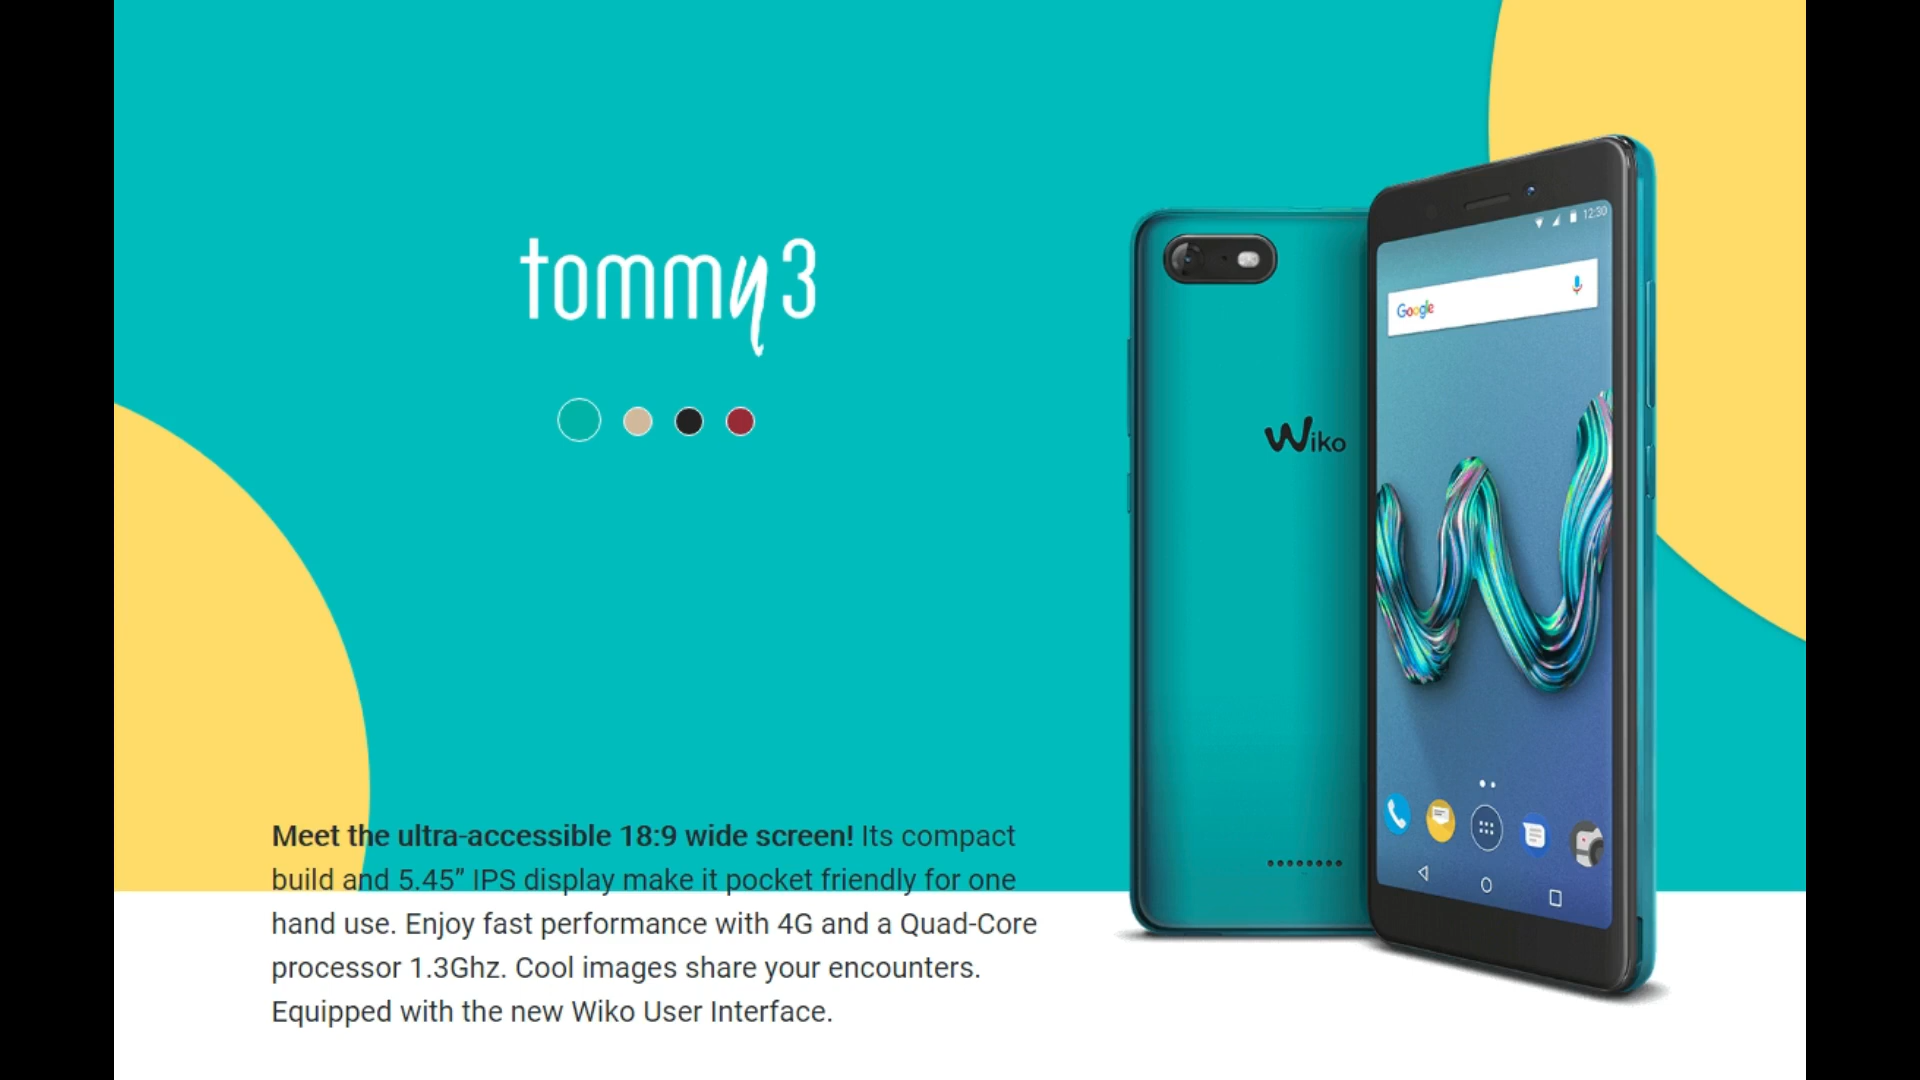 tommy 3
Wiko
12:30
Google
Meet the ultra-accessible 18:9 wide screen! Its compact
build and 5.45” IPS display make it pocket friendly for one
hand use. Enjoy fast performance with 4G and a Quad-Core
processor 1.3Ghz. Cool images share your encounters.
Equipped with the new Wiko User Interface.